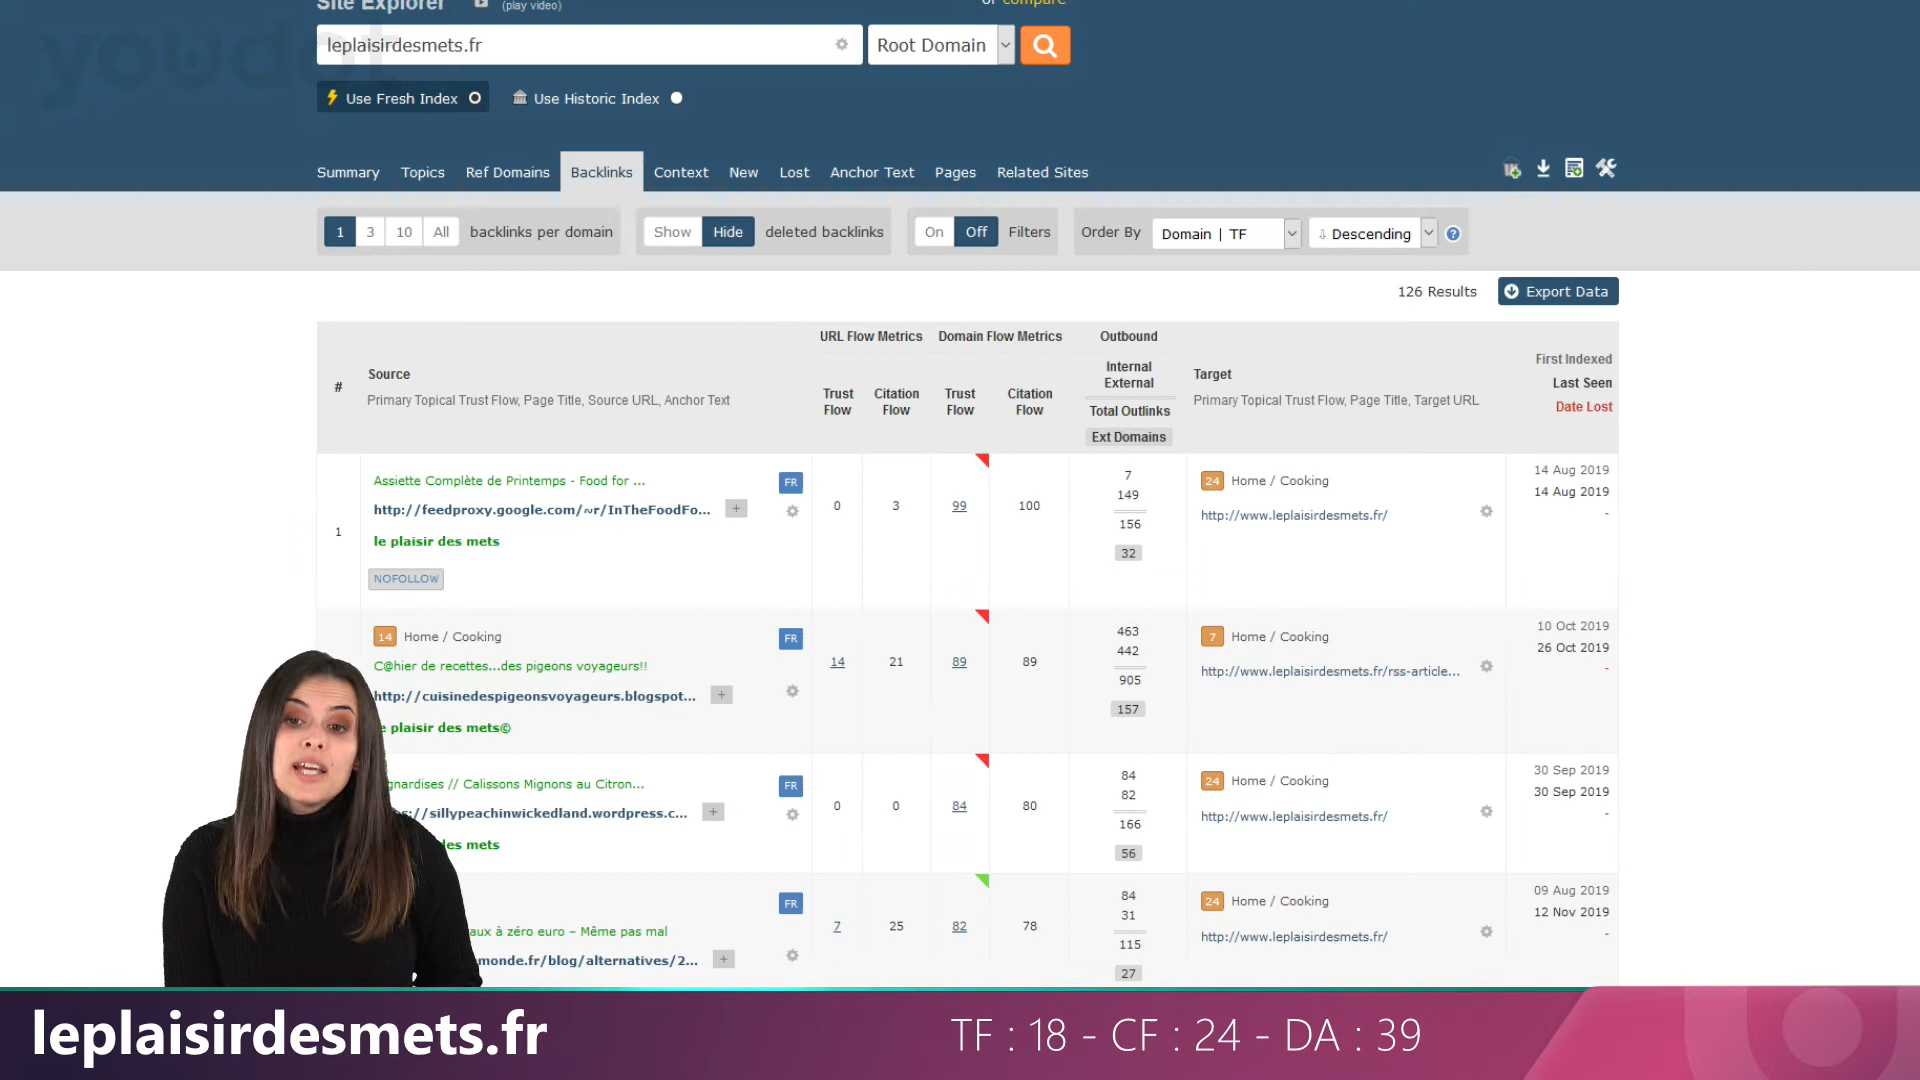 Site Explorer (play video) or compare
youdot
leplaisirdesmets.fr Root Domain
Use Fresh Index Use Historic Index
Summary Topics Ref Domains Backlinks Context New Lost Anchor Text Pages Related Sites
1 3 10 All backlinks per domain Show Hide deleted backlinks On Off Filters Order By Domain | TF ⇩ Descending ?
126 Results Export Data
URL Flow Metrics Domain Flow Metrics Outbound
# Source Internal External Target First Indexed
Primary Topical Trust Flow, Page Title, Source URL, Anchor Text Trust Flow Citation Flow Trust Flow Citation Flow Total Outlinks Primary Topical Trust Flow, Page Title, Target URL Last Seen
Ext Domains Date Lost
1
Assiette Complète de Printemps - Food for ... FR
http://feedproxy.google.com/~r/InTheFoodFo... +
le plaisir des mets
NOFOLLOW
0 3 99 100
7
149
156
32
24 Home / Cooking
http://www.leplaisirdesmets.fr/
14 Aug 2019
14 Aug 2019
-
14 Home / Cooking FR
C@hier de recettes...des pigeons voyageurs!!
http://cuisinedespigeonsvoyageurs.blogspot... +
e plaisir des mets©
14 21 89 89
463
442
905
157
7 Home / Cooking
http://www.leplaisirdesmets.fr/rss-article...
10 Oct 2019
26 Oct 2019
-
gnardises // Calissons Mignons au Citron... FR
s://sillypeachinwickedland.wordpress.c... +
des mets
0 0 84 80
84
82
166
56
24 Home / Cooking
http://www.leplaisirdesmets.fr/
30 Sep 2019
30 Sep 2019
-
FR
aux à zéro euro – Même pas mal
monde.fr/blog/alternatives/2... +
7 25 82 78
84
31
115
27
24 Home / Cooking
http://www.leplaisirdesmets.fr/
09 Aug 2019
12 Nov 2019
-
leplaisirdesmets.fr TF : 18 - CF : 24 - DA : 39